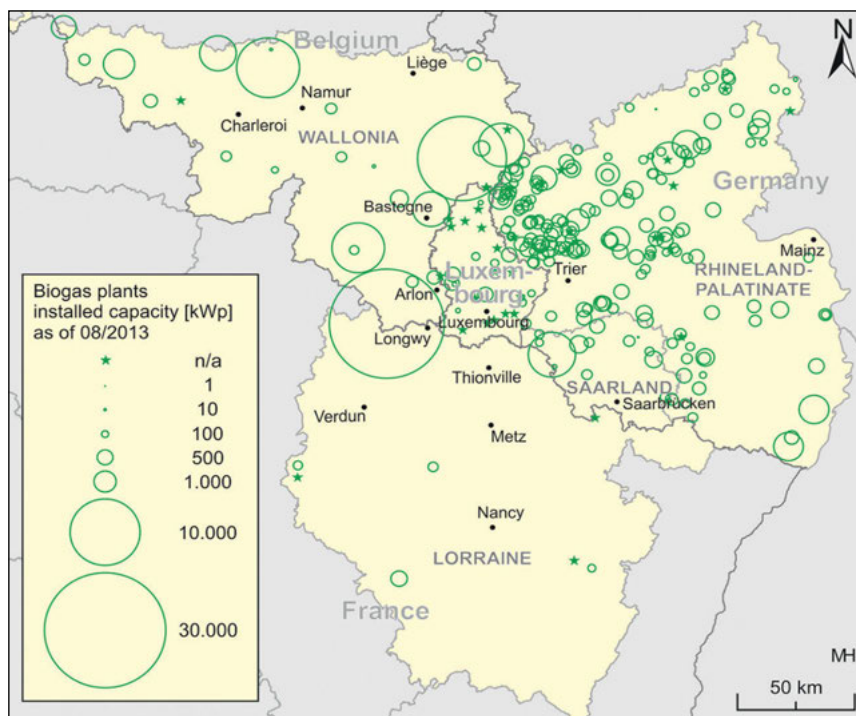 Belgium
N
Liège
Namur
Charleroi
WALLONIA
Germany
Bastogne
Mainz
Trier
Luxem-
bourg
RHINELAND-
PALATINATE
Arlon
Luxembourg
Longwy
Thionville
SAARLAND
Saarbrücken
Verdun
Metz
Nancy
LORRAINE
France
Biogas plants
installed capacity [kWp]
as of 08/2013
n/a
1
10
100
500
1.000
10.000
30.000
MH
50 km